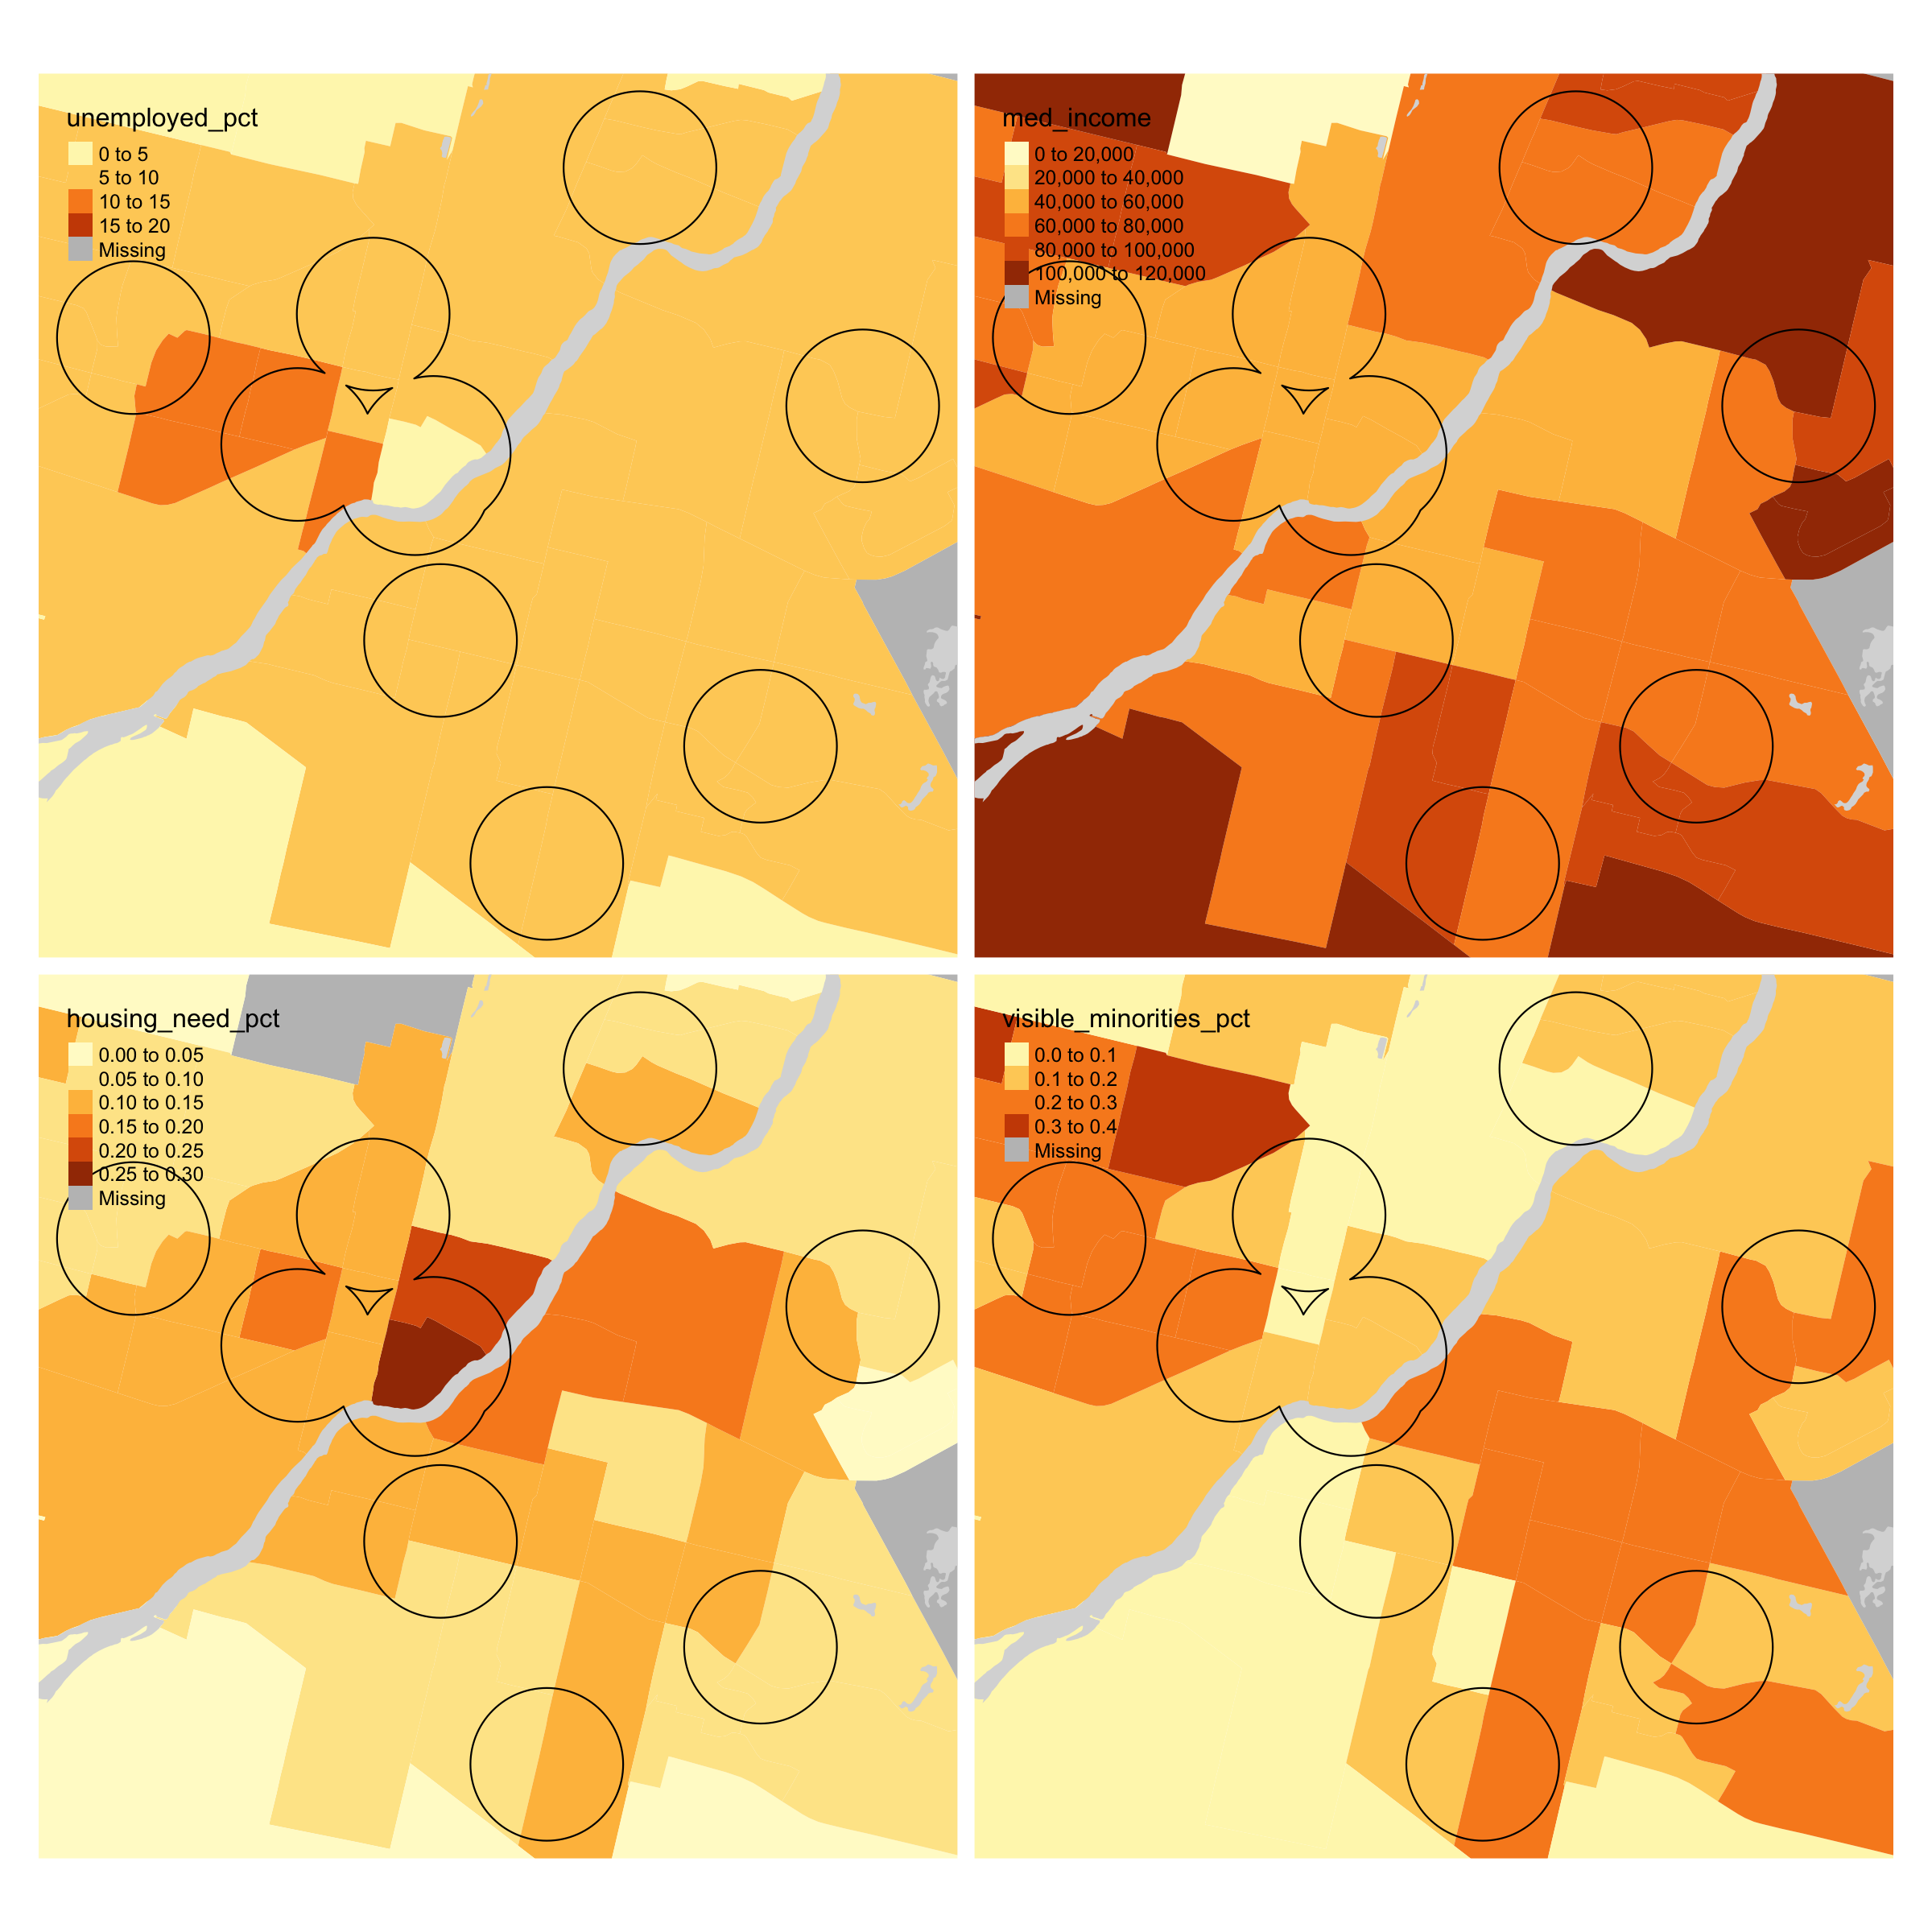 unemployed_pct
0 to 5
5 to 10
10 to 15
15 to 20
Missing
med_income
0 to 20,000
20,000 to 40,000
40,000 to 60,000
60,000 to 80,000
80,000 to 100,000
100,000 to 120,000
Missing
housing_need_pct
0.00 to 0.05
0.05 to 0.10
0.10 to 0.15
0.15 to 0.20
0.20 to 0.25
0.25 to 0.30
Missing
visible_minorities_pct
0.0 to 0.1
0.1 to 0.2
0.2 to 0.3
0.3 to 0.4
Missing